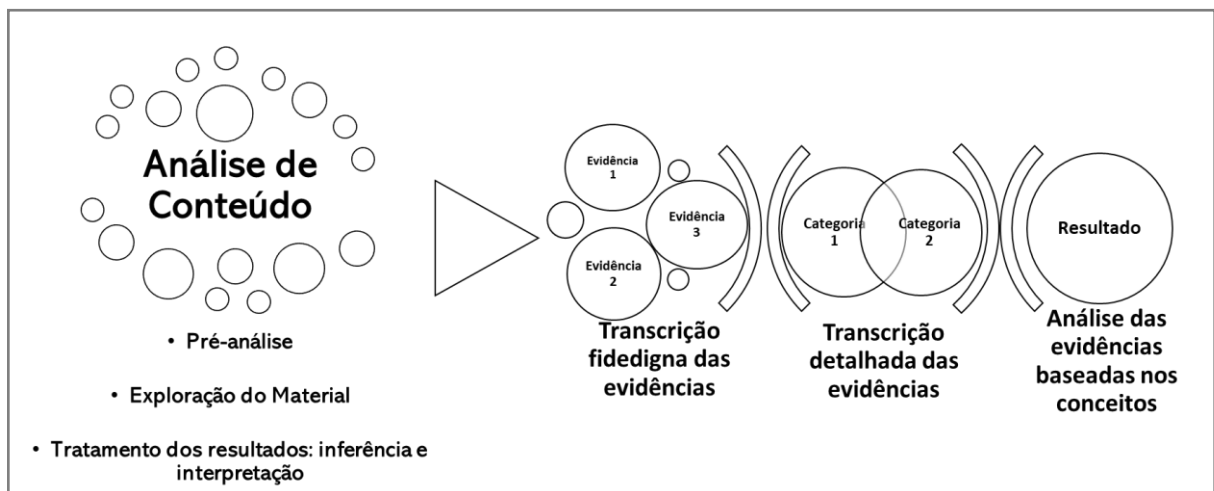 Análise de
Conteúdo
• Pré-análise
• Exploração do Material
• Tratamento dos resultados: inferência e
interpretação
Evidência
1
Evidência
3
Evidência
2
Transcrição
fidedigna das
evidências
Categoria
1
Categoria
2
Transcrição
detalhada das
evidências
Resultado
Análise das
evidências
baseadas nos
conceitos